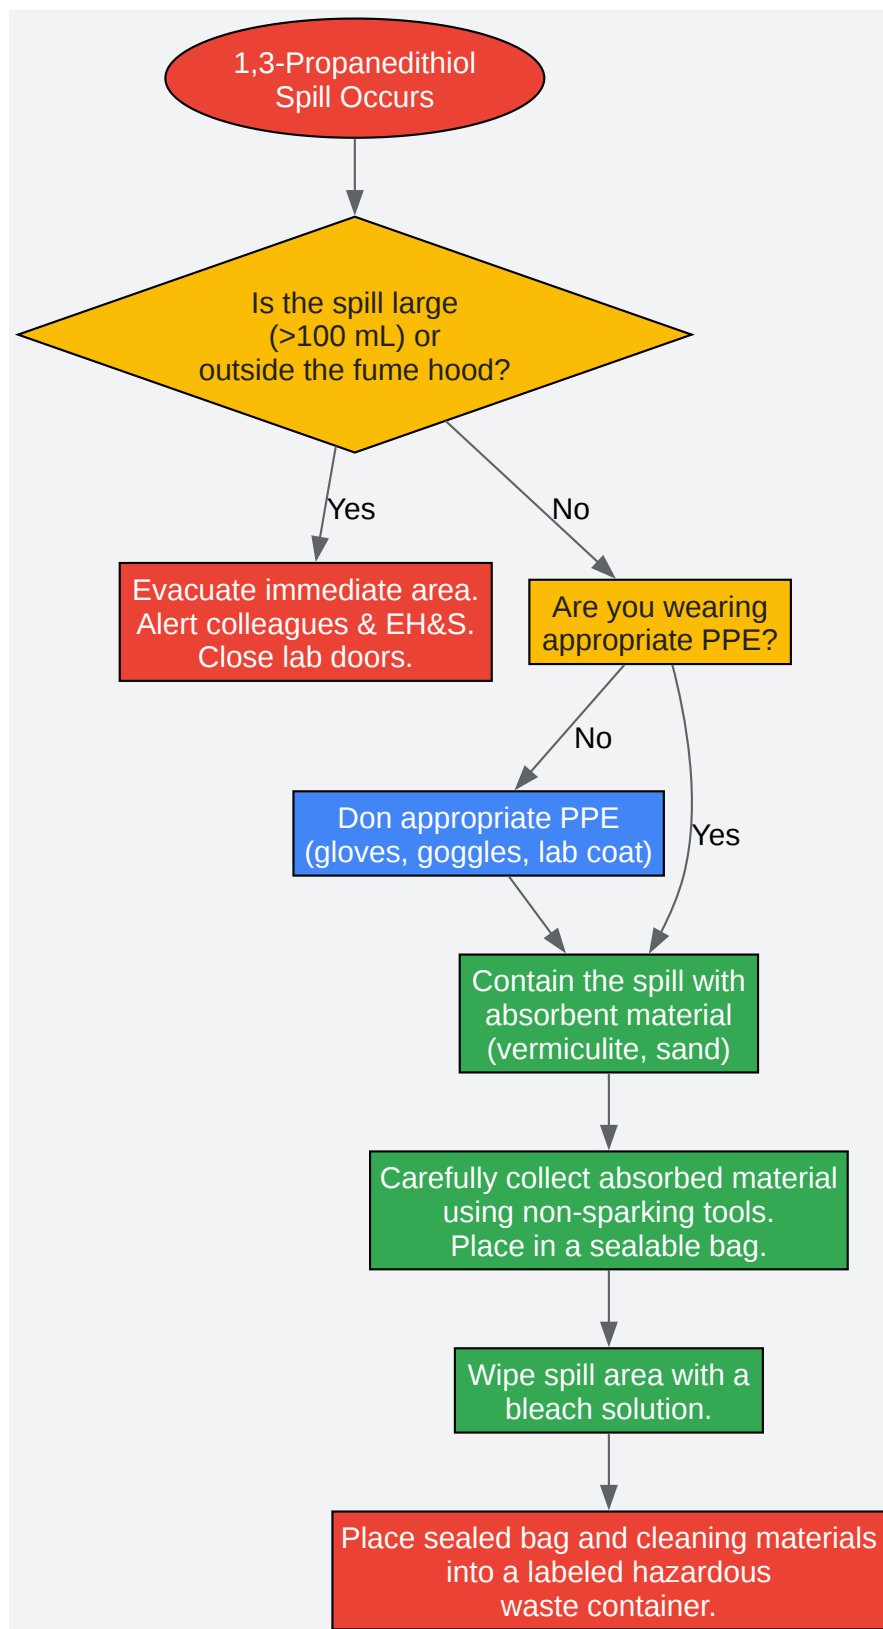 1,3-Propanedithiol
Spill Occurs
Is the spill large
(>100 mL) or
outside the fume hood?
Yes
No
Evacuate immediate area.
Alert colleagues & EH&S.
Close lab doors.
Are you wearing
appropriate PPE?
No
Yes
Don appropriate PPE
(gloves, goggles, lab coat)
Contain the spill with
absorbent material
(vermiculite, sand)
Carefully collect absorbed material
using non-sparking tools.
Place in a sealable bag.
Wipe spill area with a
bleach solution.
Place sealed bag and cleaning materials
into a labeled hazardous
waste container.